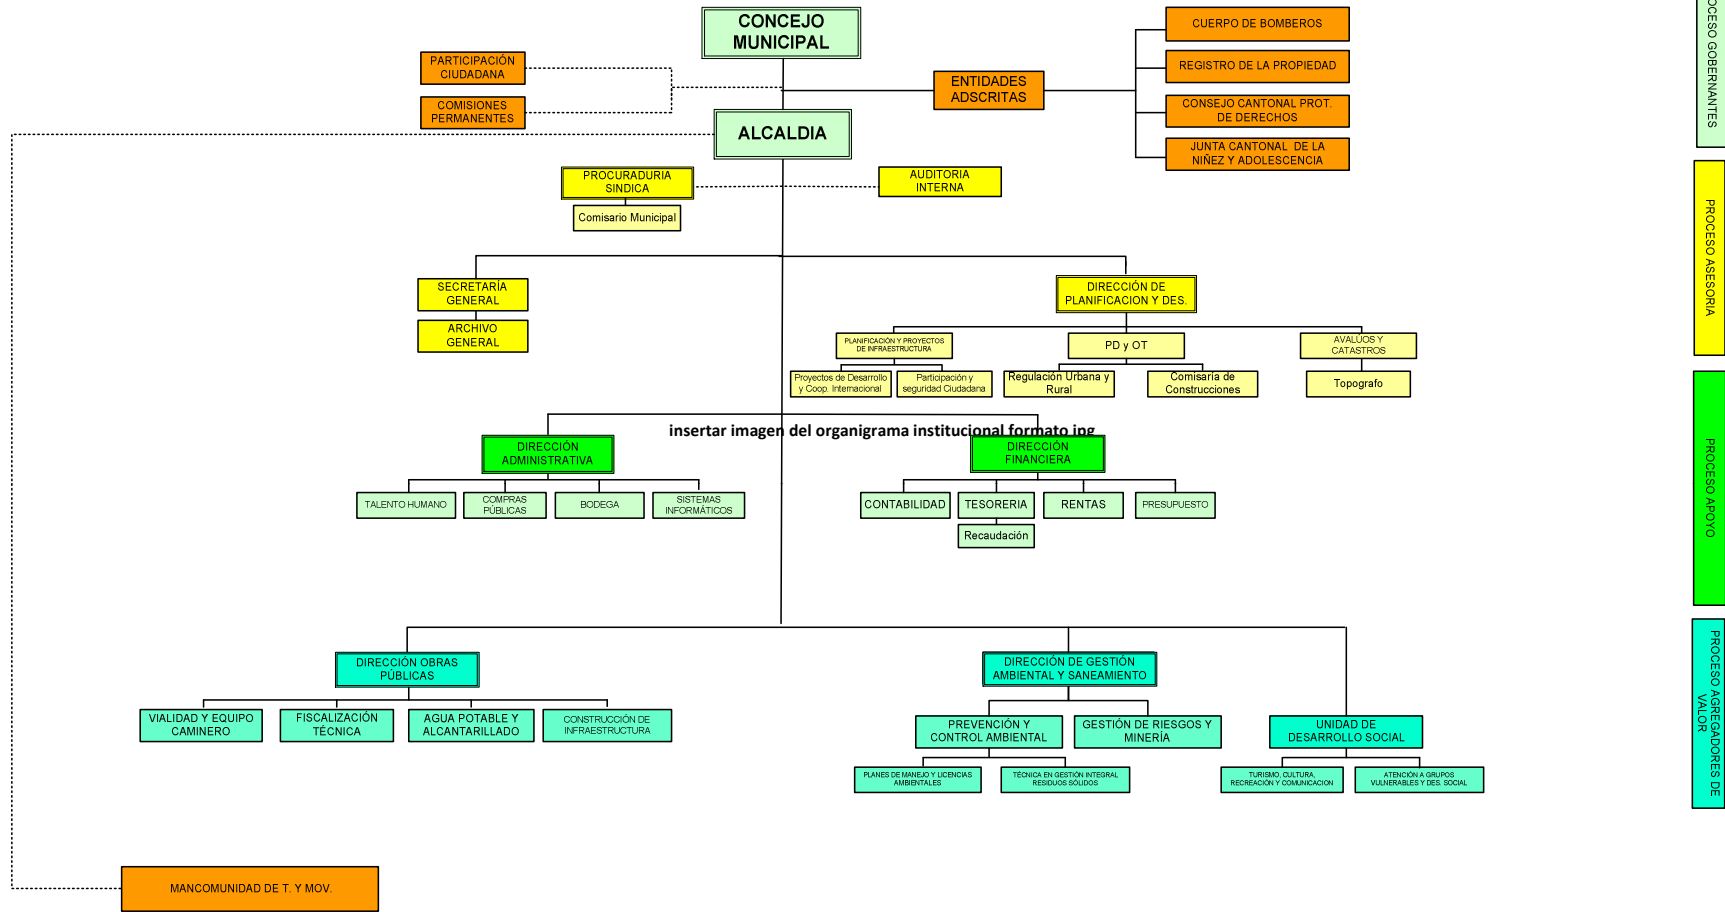 CONCEJO
MUNICIPAL
PARTICIPACIÓN
CIUDADANA
COMISIONES
PERMANENTES
ENTIDADES
ADSCRITAS
CUERPO DE BOMBEROS
REGISTRO DE LA PROPIEDAD
CONSEJO CANTONAL PROT.
DE DERECHOS
JUNTA CANTONAL DE LA
NIÑEZ Y ADOLESCENCIA
ALCALDIA
PROCURADURIA
SINDICA
Comisario Municipal
AUDITORIA
INTERNA
SECRETARÍA
GENERAL
ARCHIVO
GENERAL
DIRECCIÓN DE
PLANIFICACION Y DES.
PLANIFICACIÓN Y PROYECTOS
DE INFRAESTRUCTURA
PD y OT
AVALÚOS Y
CATASTROS
Proyectos de Desarrollo
y Coop. Internacional
Participación y
seguridad Ciudadana
Regulación Urbana y
Rural
Comisaría de
Construcciones
Topografo
insertar imagen del organigrama institucional formato jpg
DIRECCIÓN
ADMINISTRATIVA
TALENTO HUMANO
COMPRAS
PÚBLICAS
BODEGA
SISTEMAS
INFORMÁTICOS
DIRECCIÓN
FINANCIERA
CONTABILIDAD
TESORERIA
RENTAS
PRESUPUESTO
Recaudación
DIRECCIÓN OBRAS
PÚBLICAS
VIALIDAD Y EQUIPO
CAMINERO
FISCALIZACIÓN
TÉCNICA
AGUA POTABLE Y
ALCANTARILLADO
CONSTRUCCIÓN DE
INFRAESTRUCTURA
DIRECCIÓN DE GESTIÓN
AMBIENTAL Y SANEAMIENTO
PREVENCIÓN Y
CONTROL AMBIENTAL
GESTIÓN DE RIESGOS Y
MINERÍA
UNIDAD DE
DESARROLLO SOCIAL
PLANES DE MANEJO Y LICENCIAS
AMBIENTALES
TÉCNICA EN GESTIÓN INTEGRAL
RESIDUOS SÓLIDOS
TURISMO, CULTURA,
RECREACIÓN Y COMUNICACION
ATENCIÓN A GRUPOS
VULNERABLES Y DES. SOCIAL
MANCOMUNIDAD DE T. Y MOV.
OCESO GOBERNANTES
PROCESO ASESORIA
PROCESO APOYO
PROCESO AGREGADORES DE
VALOR